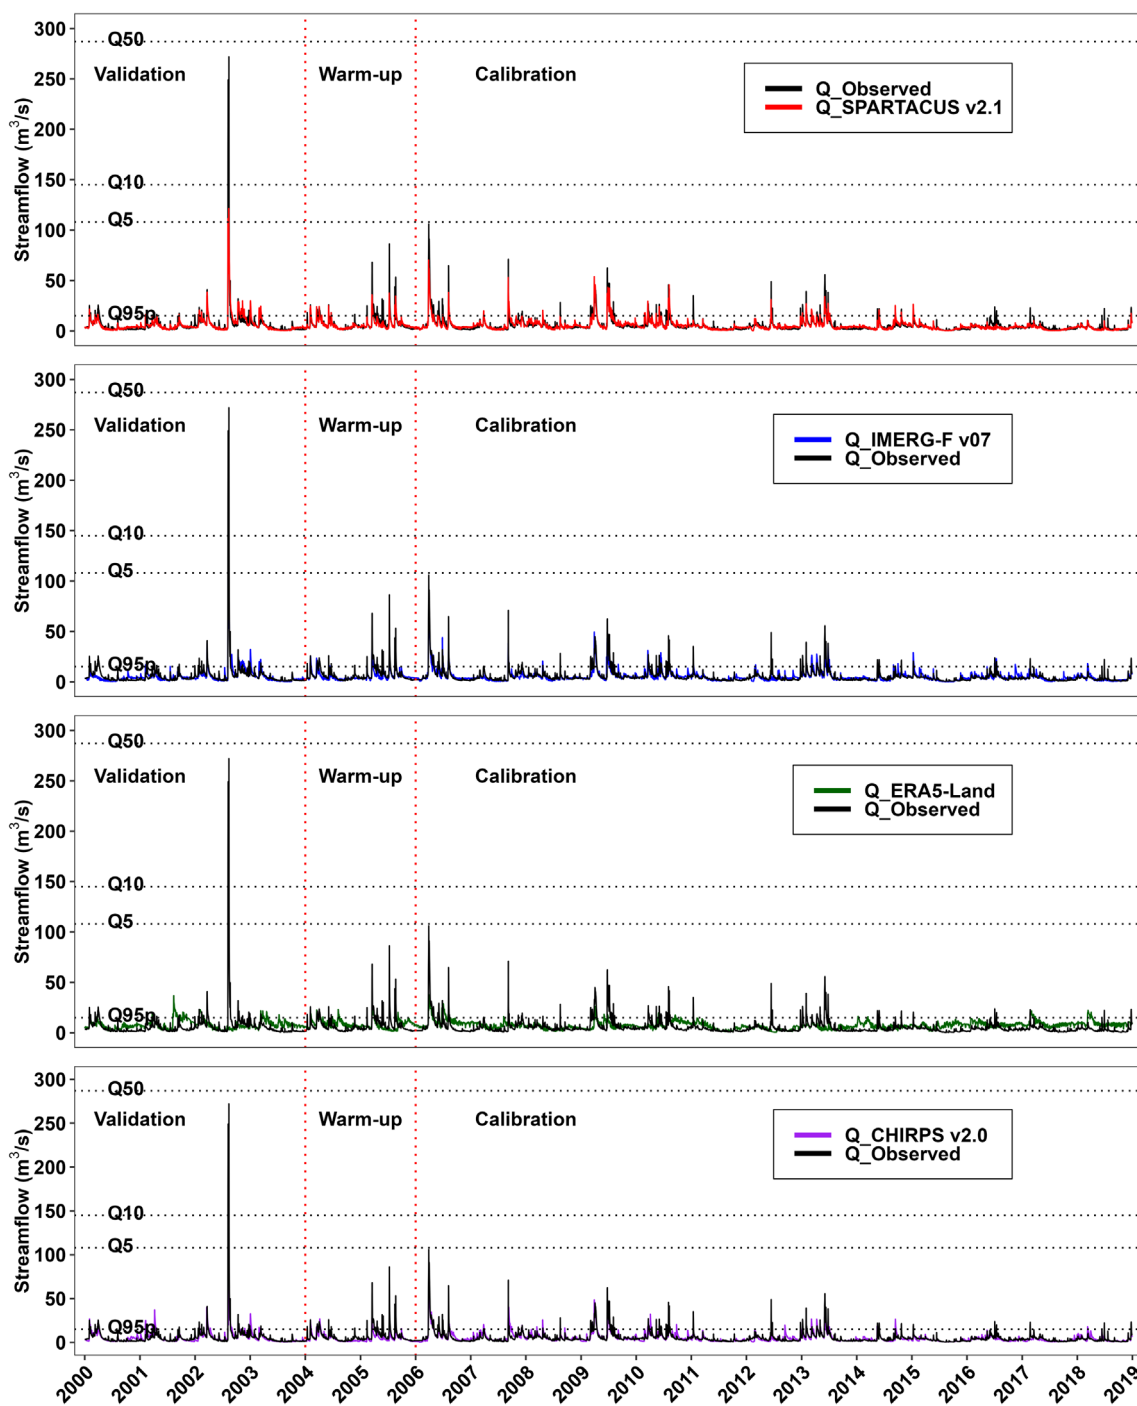 Streamflow (m³/s)
300
250
200
150
100
50
0
Q50
Q10
Q5
Q95p
Validation
Warm-up
Calibration
Q_Observed
Q_SPARTACUS v2.1
Streamflow (m³/s)
300
250
200
150
100
50
0
Q50
Q10
Q5
Q95p
Validation
Warm-up
Calibration
Q_IMERG-F v07
Q_Observed
Streamflow (m³/s)
300
250
200
150
100
50
0
Q50
Q10
Q5
Q95p
Validation
Warm-up
Calibration
Q_ERA5-Land
Q_Observed
Streamflow (m³/s)
300
250
200
150
100
50
0
Q50
Q10
Q5
Q95p
Validation
Warm-up
Calibration
Q_CHIRPS v2.0
Q_Observed
2000
2001
2002
2003
2004
2005
2006
2007
2008
2009
2010
2011
2012
2013
2014
2015
2016
2017
2018
2019